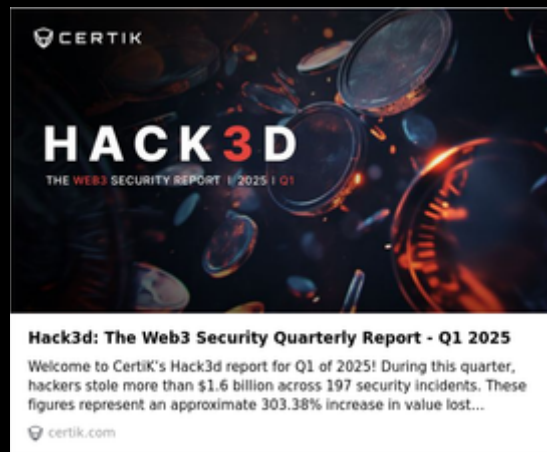 CERTIK
HACK3D
THE WEB3 SECURITY REPORT | 2025 | Q1
Hack3d: The Web3 Security Quarterly Report - Q1 2025
Welcome to CertiK's Hack3d report for Q1 of 2025! During this quarter,
hackers stole more than $1.6 billion across 197 security incidents. These
figures represent an approximate 303.38% increase in value lost...
certik.com